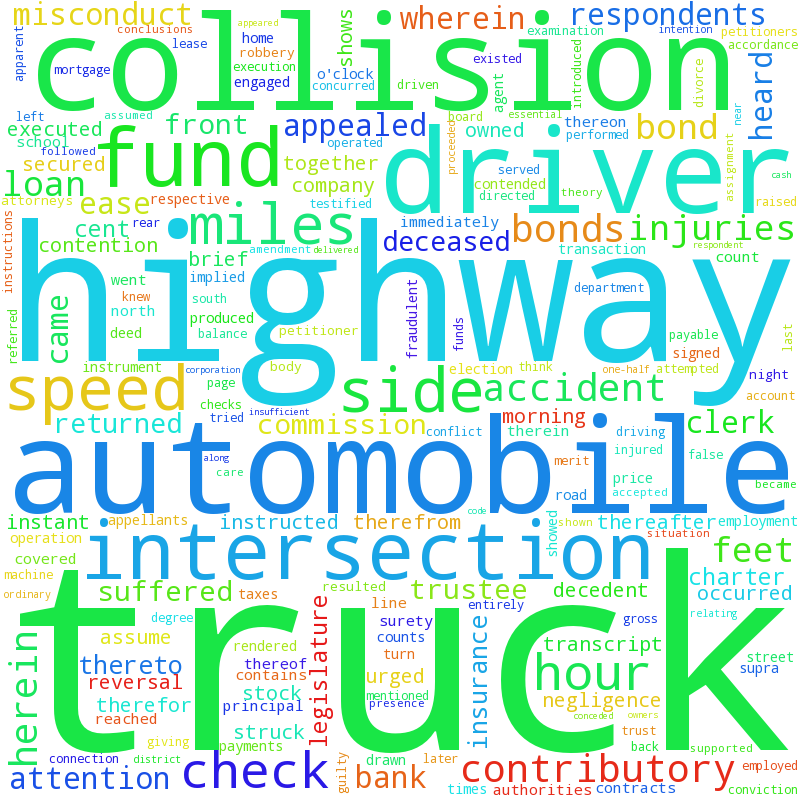 misconduct
conclusions
appeared
wherein
respondents
examination
intention
petitioners
accordance
apparent
lease
home
robbery
execution
engaged
shows
collision
mortgage
o'clock
concurred
driven
existed
agent
introduced
divorce
heard
left
assumed
executed
school
followed
front
fund
appealed
operated
board
essential
owned
thereon
performed
bond
near
proceeded
contended
secured
together
company
driver
served
directed
theory
assignment
cash
raised
loan
attorneys
ease
respective
testified
cent
rear
miles
immediately
deceased
bonds
injuries
instructions
contention
brief
amendment
delivered
transaction
respondent
count
went
implied
highway
department
knew
north
south
produced
balance
petitioner
fraudulent
funds
payable
last
referred
came
deed
instrument
corporation
body
election
think
one-half
attempted
signed
night
speed
page
checks
tried
insufficient
side
accident
account
returned
commission
morning
clerk
along
care
conflict
therein
driving
merit
injured
false
price
road
accepted
became
automobile
code
instant
appellants
instructed
therefrom
shown
thereafter
employment
operation
showed
situation
covered
intersection
feet
machine
ordinary
suffered
resulted
trustee
decedent
charter
occurred
degree
taxes
line
entirely
gross
relating
herein
assume
rendered
legislature
surety
counts
insurance
transcript
street
thereto
thereof
contains
turn
supra
reversal
stock
urged
hour
therefor
principal
mentioned
negligence
reached
struck
presence
conceded
owners
truck
trust
giving
payments
connection
district
drawn
later
back
supported
attention
check
guilty
bank
contributory
employed
times
authorities
contracts
conviction